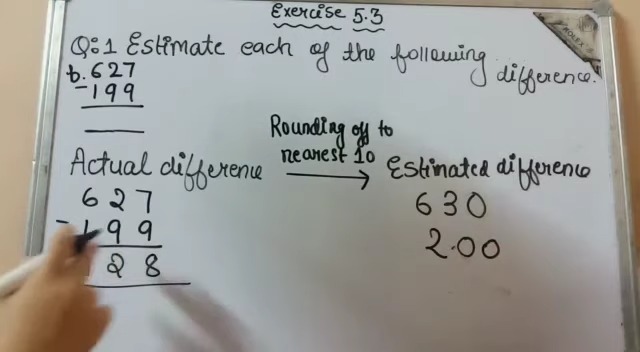 Exercise 5.3
Q:1 Estimate each of the following difference.
b. 627
- 199
Rounding off to
nearest 10
Actual difference → Estimated difference
627 630
- 199 200
28
ROLEX